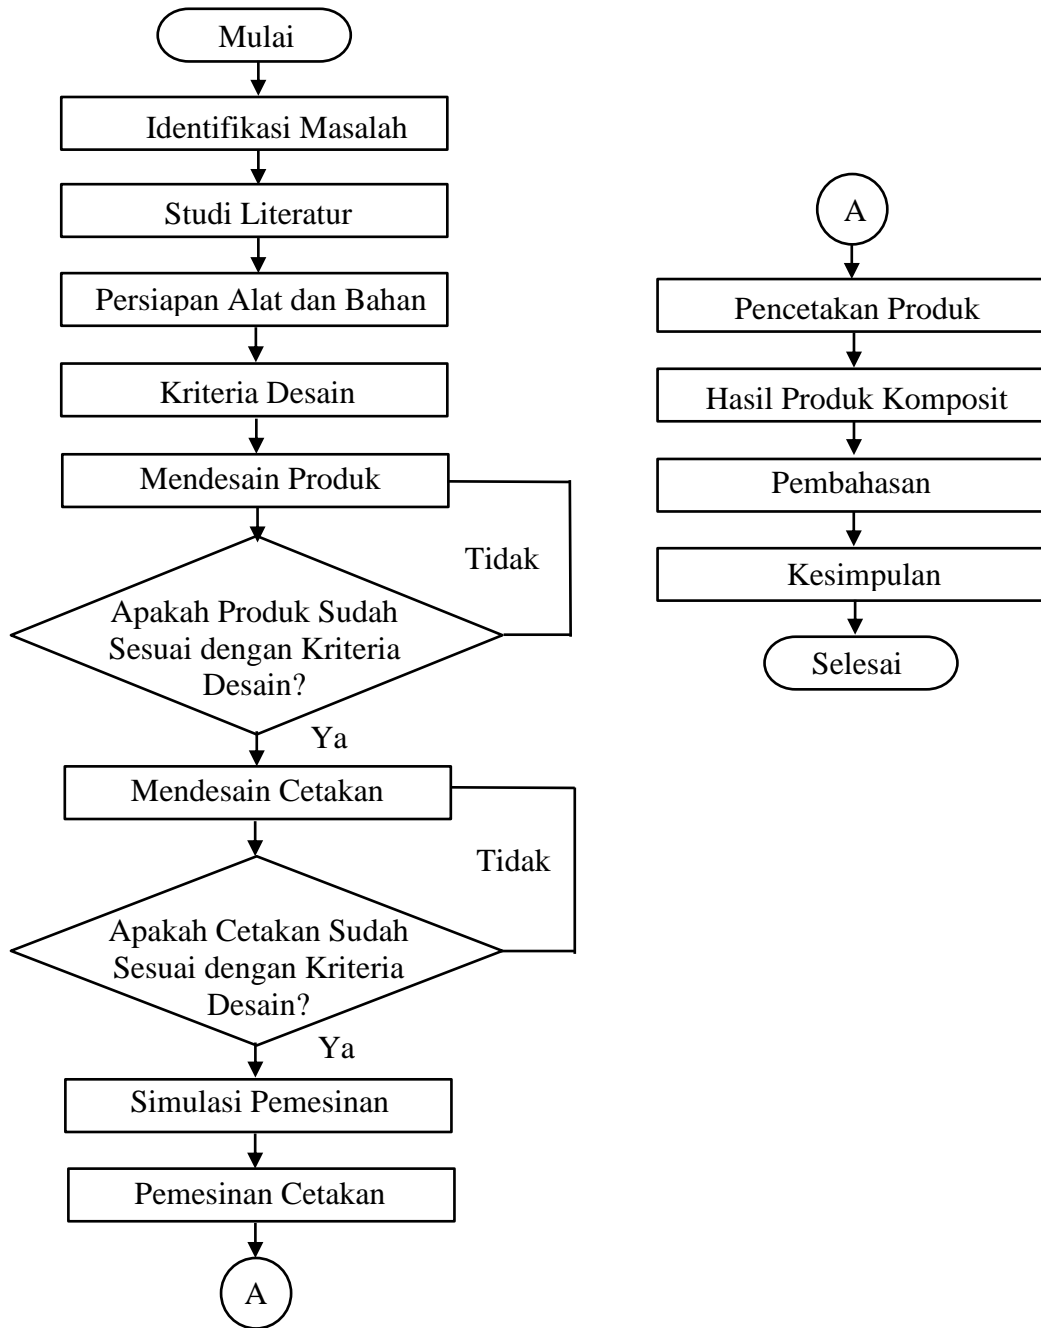 Mulai
Identifikasi Masalah
Studi Literatur
Persiapan Alat dan Bahan
Kriteria Desain
Mendesain Produk
Tidak
Apakah Produk Sudah
Sesuai dengan Kriteria
Desain?
Ya
Mendesain Cetakan
Tidak
Apakah Cetakan Sudah
Sesuai dengan Kriteria
Desain?
Ya
Simulasi Pemesinan
Pemesinan Cetakan
A
A
Pencetakan Produk
Hasil Produk Komposit
Pembahasan
Kesimpulan
Selesai